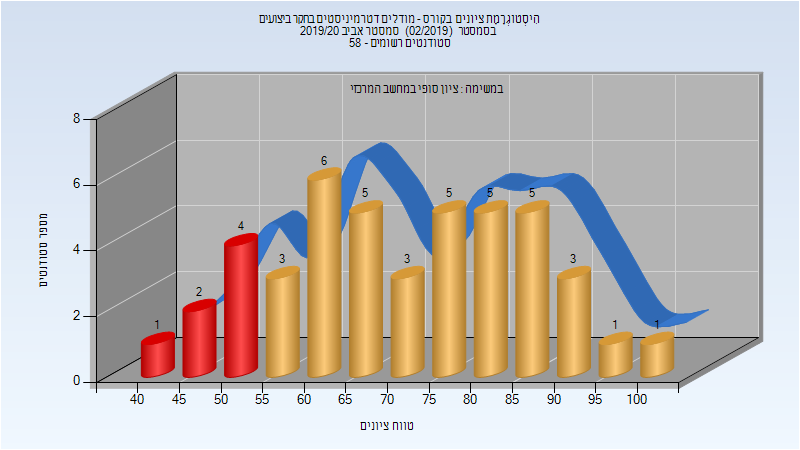 היסטוגרמת ציונים בקורס - מודלים דטרמיניסטים בחקר ביצועים
בסמסטר (02/2019) סמסטר אביב 2019/20
סטודנטים רשומים - 58
במשימה : ציון סופי במחשב המרכזי
מספר סטודנטים
8
6
4
2
0
1
2
4
3
6
5
3
5
5
5
3
1
1
40 45 50 55 60 65 70 75 80 85 90 95 100
טווח ציונים